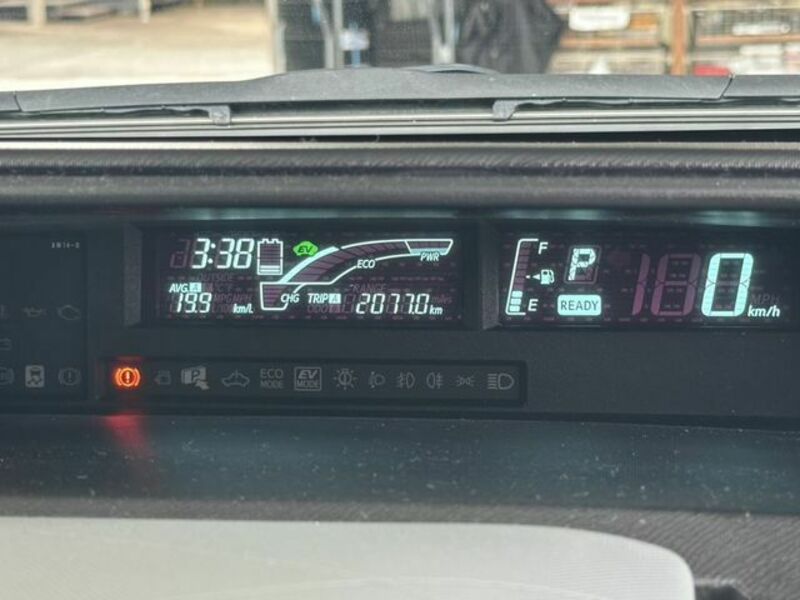 3:38
EV
ECO
PWR
CHG
AVG. A
19.9 km/L
TRIP A 2077.0 km
F
E
P
READY
0 km/h
P
ECO MODE
EV MODE